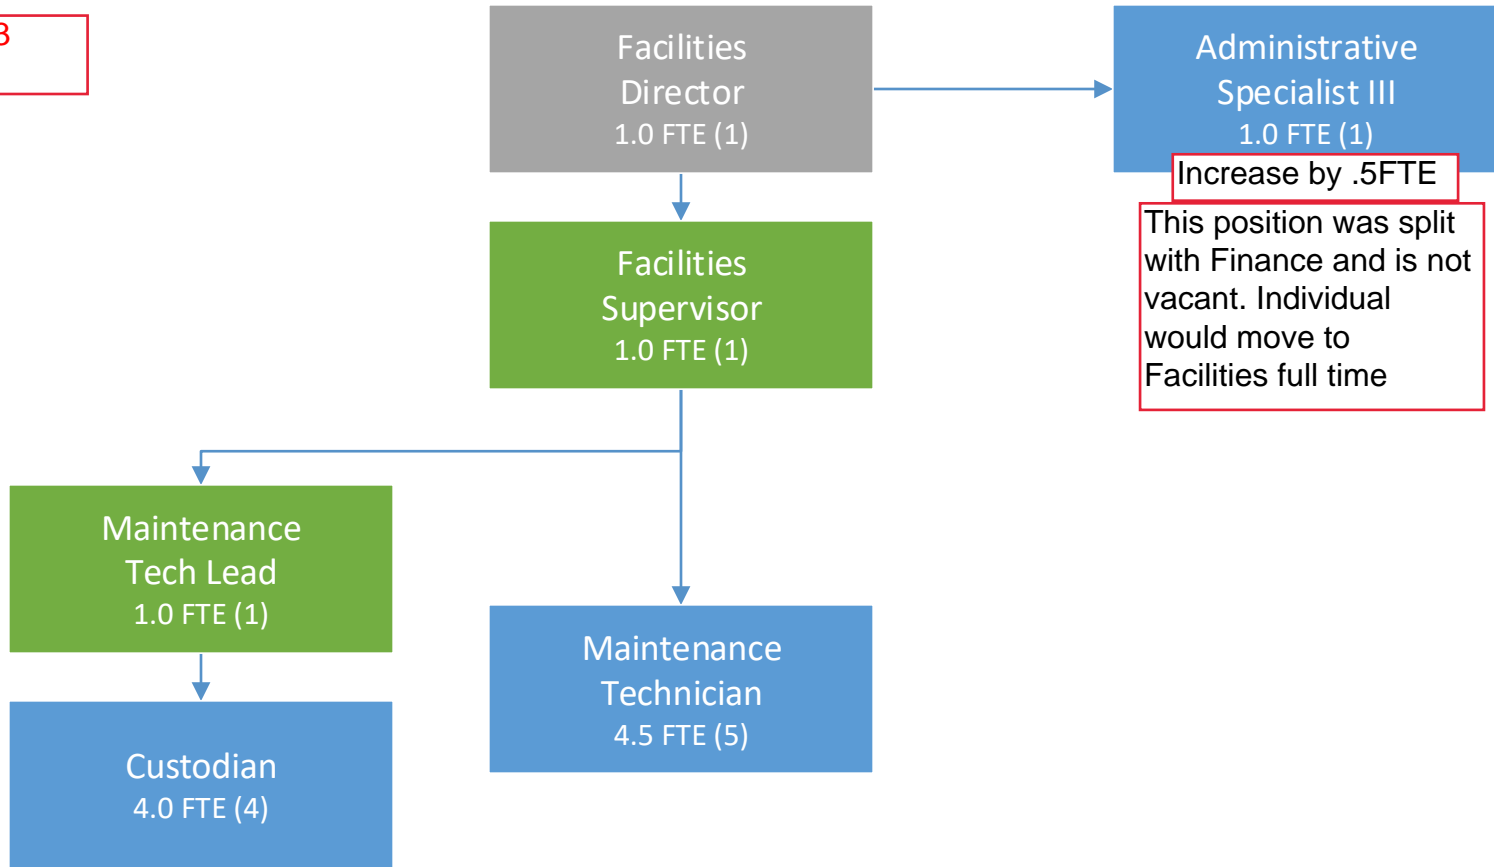 3
Facilities
Director
1.0 FTE (1)
Administrative
Specialist III
1.0 FTE (1)
Increase by .5FTE
This position was split
with Finance and is not
vacant. Individual
would move to
Facilities full time
Facilities
Supervisor
1.0 FTE (1)
Maintenance
Tech Lead
1.0 FTE (1)
Maintenance
Technician
4.5 FTE (5)
Custodian
4.0 FTE (4)